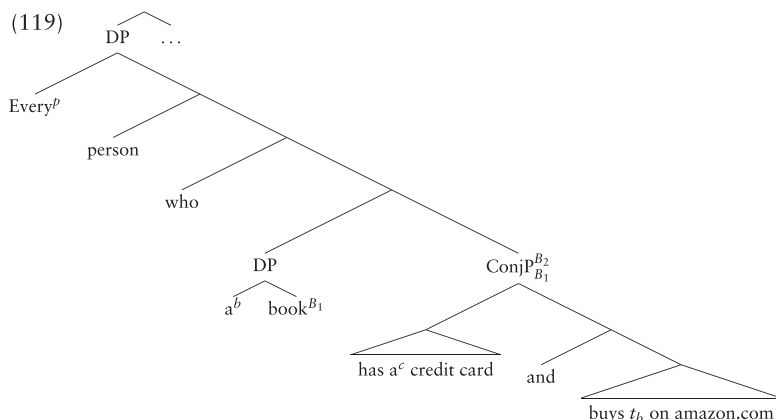 (119)
DP ...
Every^p
person
who
DP ConjP^{B_2}_{B_1}
a^b book^{B_1}
has a^c credit card
and
buys t_b on amazon.com